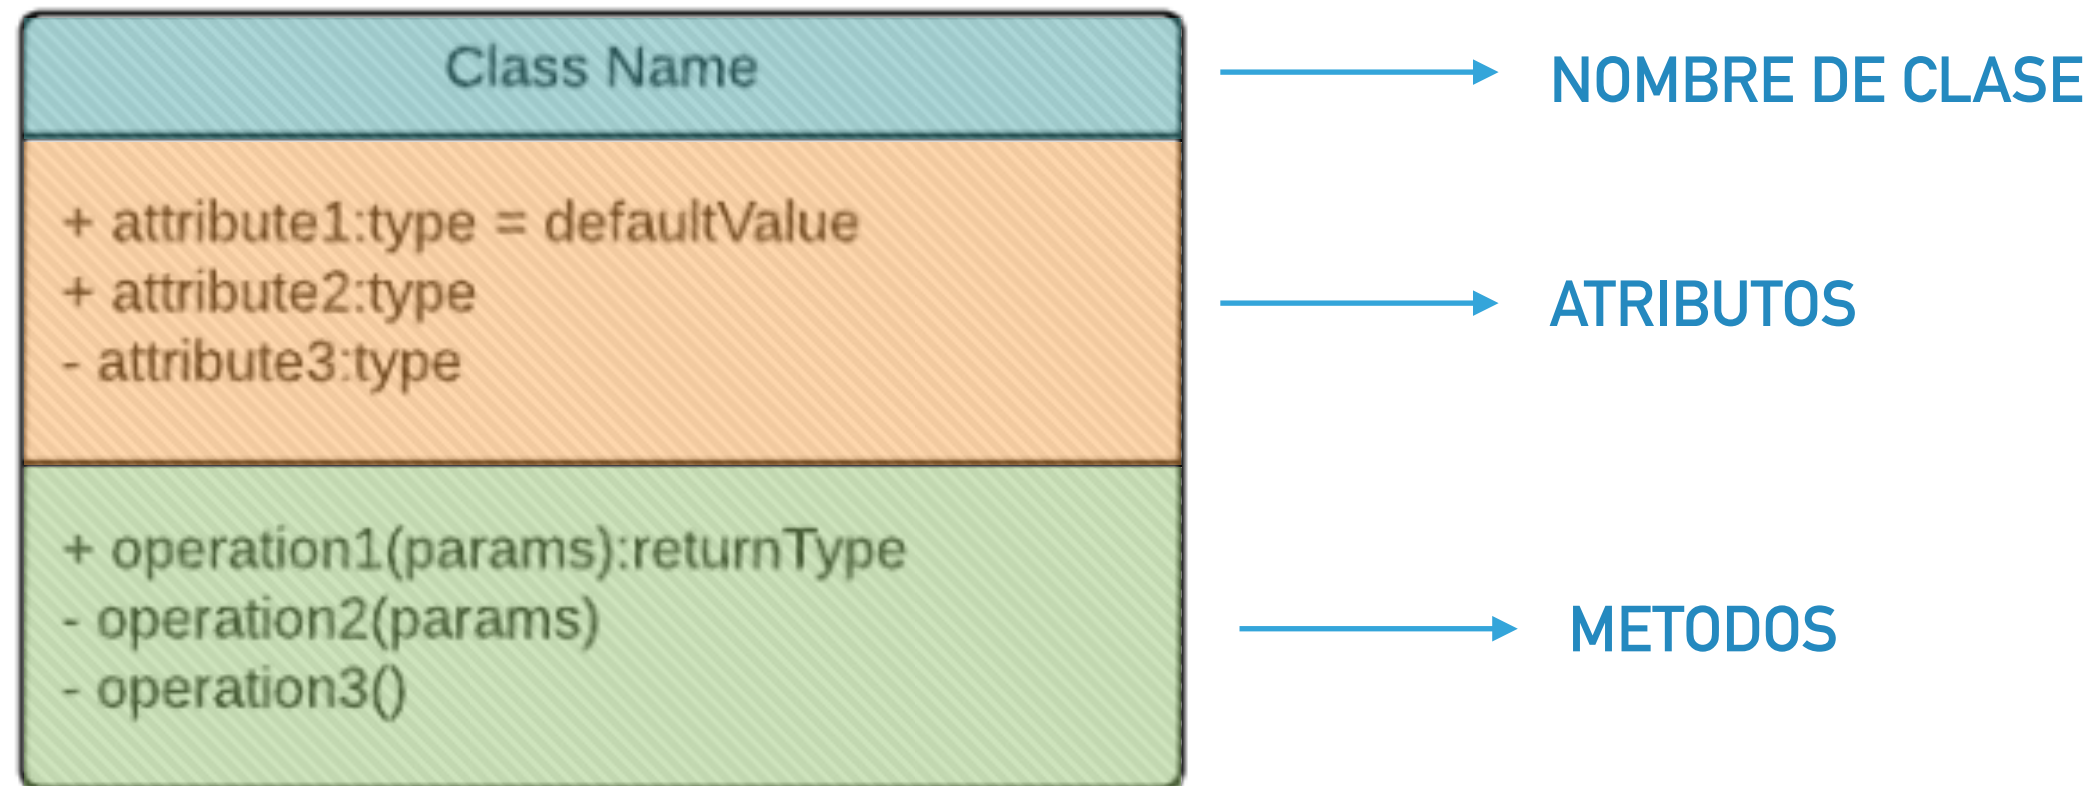 Class Name
NOMBRE DE CLASE
+ attribute1:type = defaultValue
+ attribute2:type
- attribute3:type
ATRIBUTOS
+ operation1(params):returnType
- operation2(params)
- operation3()
METODOS